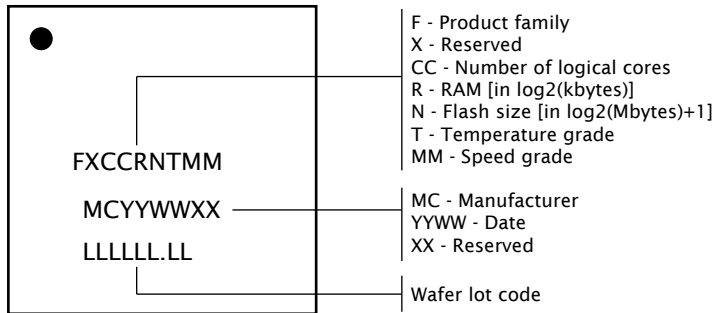 F - Product family
X - Reserved
CC - Number of logical cores
R - RAM [in log2(kbytes)]
N - Flash size [in log2(Mbytes)+1]
T - Temperature grade
MM - Speed grade
FXCCRNTMM
MC - Manufacturer
YYWW - Date
XX - Reserved
MCYYWWXX
LLLLLL.LL
Wafer lot code